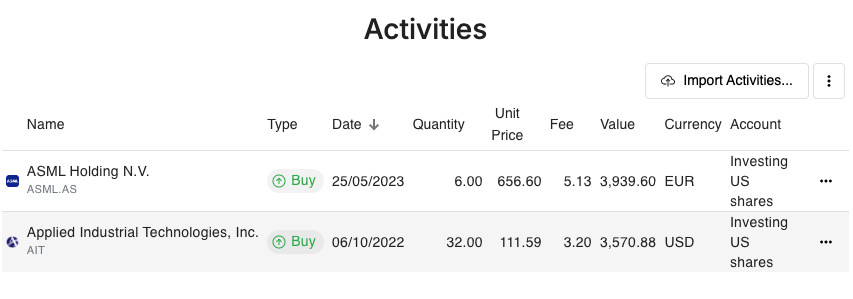 Activities
Import Activities...
Name Type Date Quantity Unit Price Fee Value Currency Account
ASML ASML Holding N.V. Buy 25/05/2023 6.00 656.60 5.13 3,939.60 EUR Investing US shares
ASML.AS
Applied Industrial Technologies, Inc. Buy 06/10/2022 32.00 111.59 3.20 3,570.88 USD Investing US shares
AIT